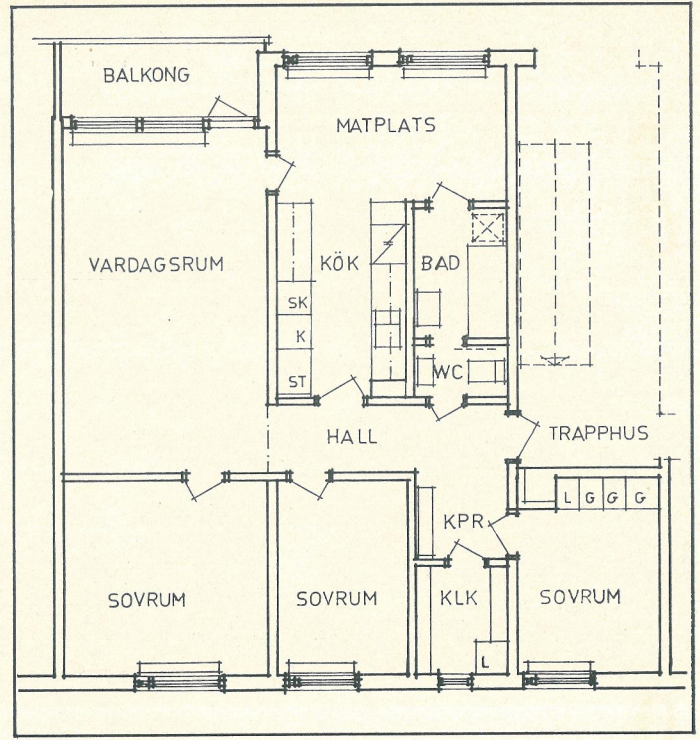 BALKONG
MATPLATS
VARDAGSRUM
KÖK
BAD
SK
K
ST
WC
HALL
TRAPPHUS
L G G G
KPR
SOVRUM
SOVRUM
KLK
SOVRUM
L